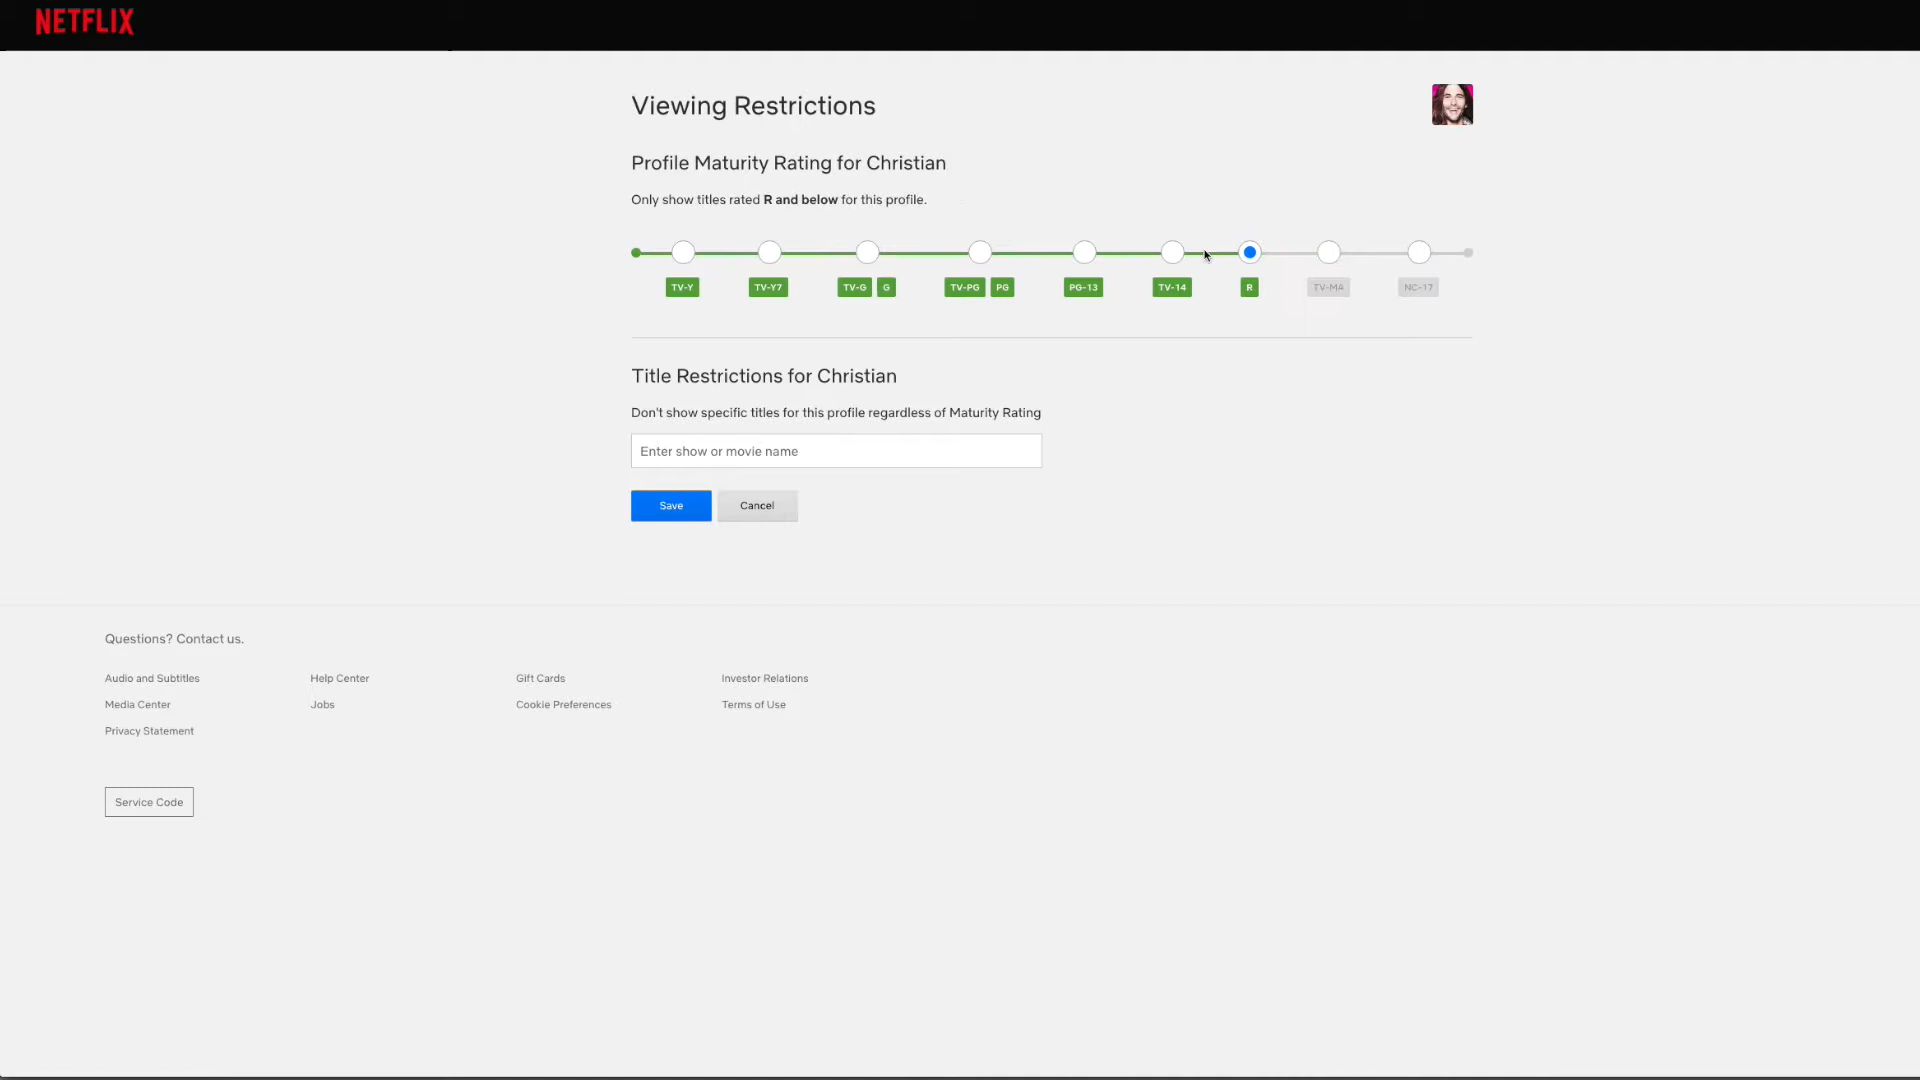 NETFLIX
Viewing Restrictions
Profile Maturity Rating for Christian
Only show titles rated R and below for this profile.
TV-Y TV-Y7 TV-G G TV-PG PG PG-13 TV-14 R TV-MA NC-17
Title Restrictions for Christian
Don't show specific titles for this profile regardless of Maturity Rating
Enter show or movie name
Save Cancel
Questions? Contact us.
Audio and Subtitles Help Center Gift Cards Investor Relations
Media Center Jobs Cookie Preferences Terms of Use
Privacy Statement
Service Code